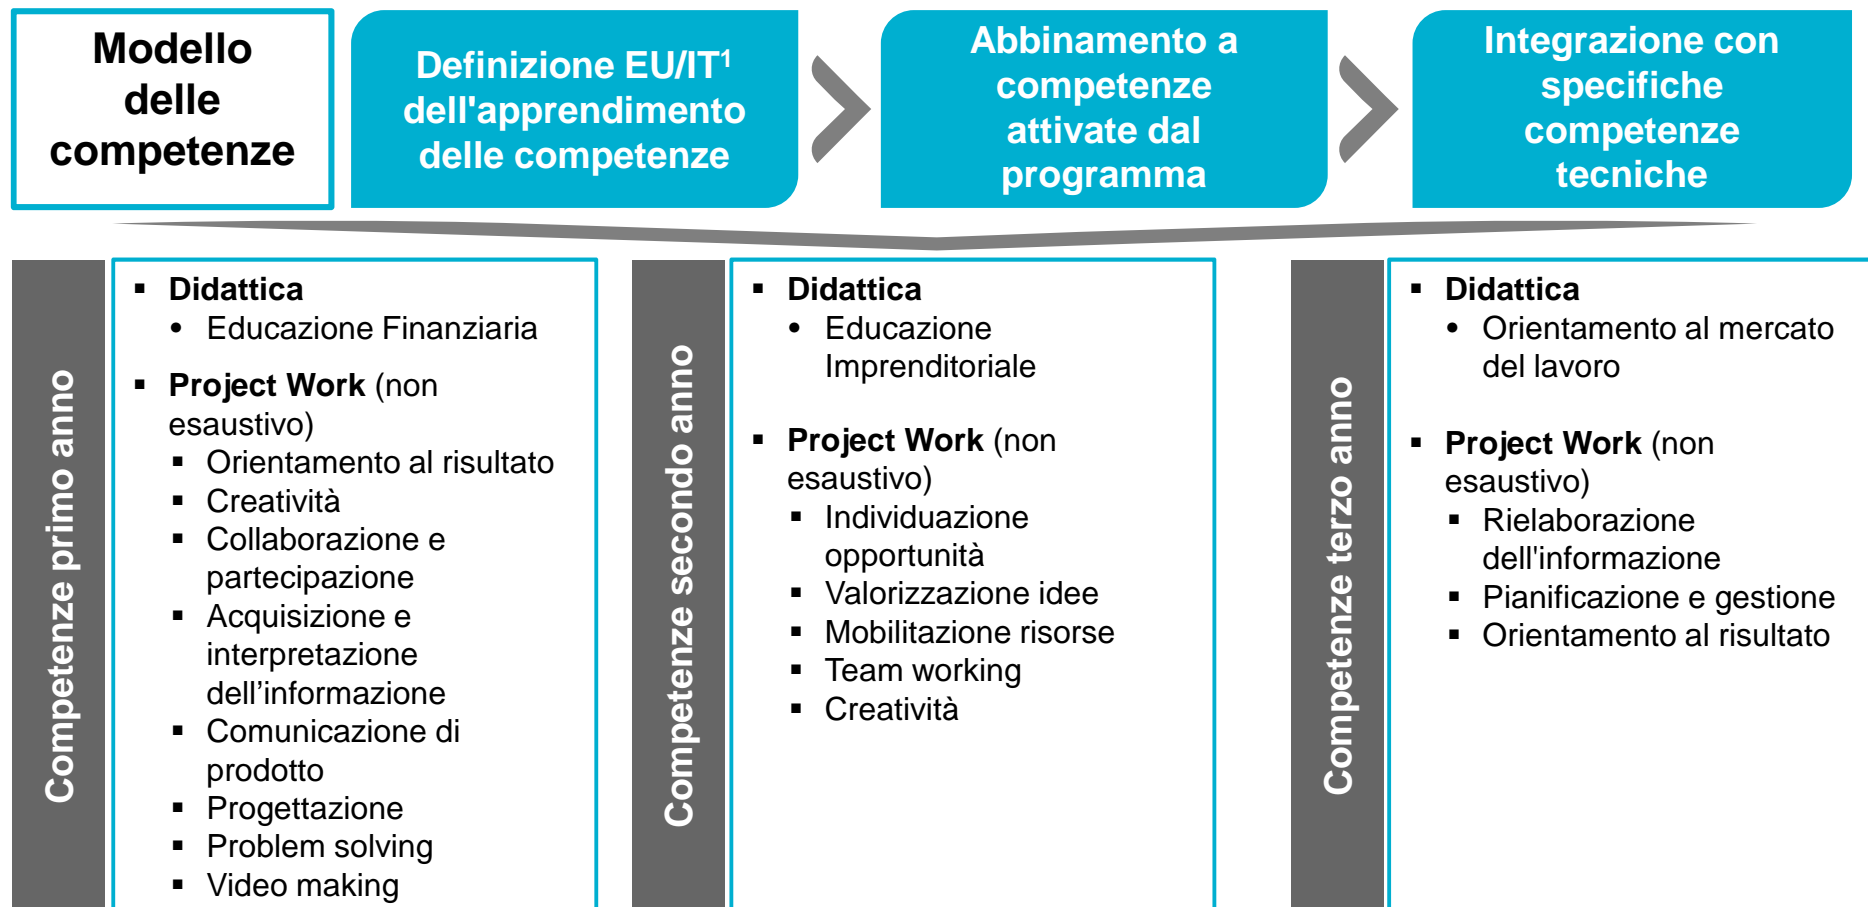 Modello
delle
competenze
Definizione EU/IT¹
dell'apprendimento
delle competenze
Abbinamento a
competenze
attivate dal
programma
Integrazione con
specifiche
competenze
tecniche
Competenze primo anno
▪ Didattica
• Educazione Finanziaria
▪ Project Work (non
esaustivo)
▪ Orientamento al risultato
▪ Creatività
▪ Collaborazione e
partecipazione
▪ Acquisizione e
interpretazione
dell’informazione
▪ Comunicazione di
prodotto
▪ Progettazione
▪ Problem solving
▪ Video making
Competenze secondo anno
▪ Didattica
• Educazione
Imprenditoriale
▪ Project Work (non
esaustivo)
▪ Individuazione
opportunità
▪ Valorizzazione idee
▪ Mobilitazione risorse
▪ Team working
▪ Creatività
Competenze terzo anno
▪ Didattica
• Orientamento al mercato
del lavoro
▪ Project Work (non
esaustivo)
▪ Rielaborazione
dell'informazione
▪ Pianificazione e gestione
▪ Orientamento al risultato